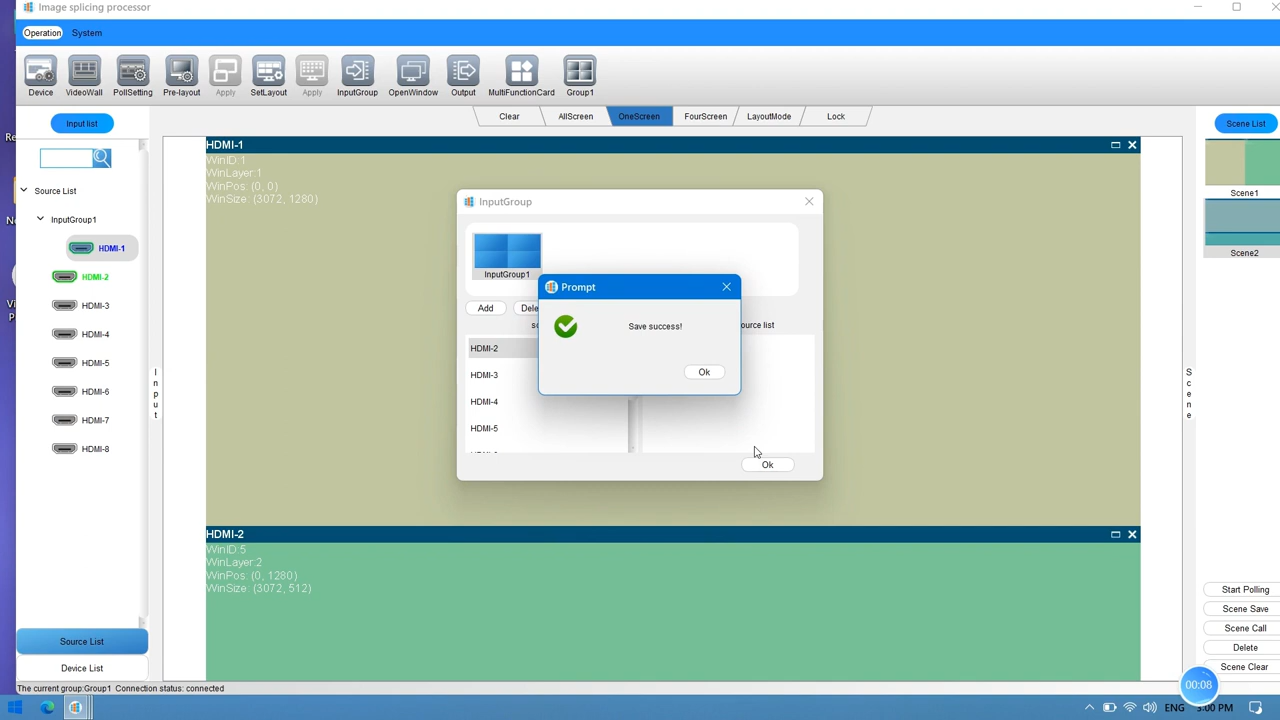 Image splicing processor
Operation System
Device VideoWall PollSetting Pre-layout Apply SetLayout Apply InputGroup OpenWindow Output MultiFunctionCard Group1
Clear AllScreen OneScreen FourScreen LayoutMode Lock
Input list
Scene List
Source List
InputGroup1
HDMI-1
HDMI-2
HDMI-3
HDMI-4
HDMI-5
HDMI-6
HDMI-7
HDMI-8
Source List
Device List
Input
HDMI-1
WinID:1
WinLayer:1
WinPos: (0, 0)
WinSize: (3072, 1280)
InputGroup
InputGroup1
Add Dele
ource list
HDMI-2
HDMI-3
HDMI-4
HDMI-5
Ok
Prompt
Save success!
Ok
HDMI-2
WinID:5
WinLayer:2
WinPos: (0, 1280)
WinSize: (3072, 512)
Scene
Scene1
Scene2
Start Polling
Scene Save
Scene Call
Delete
Scene Clear
00:08
The current group:Group1 Connection status: connected
ENG 3:00 PM